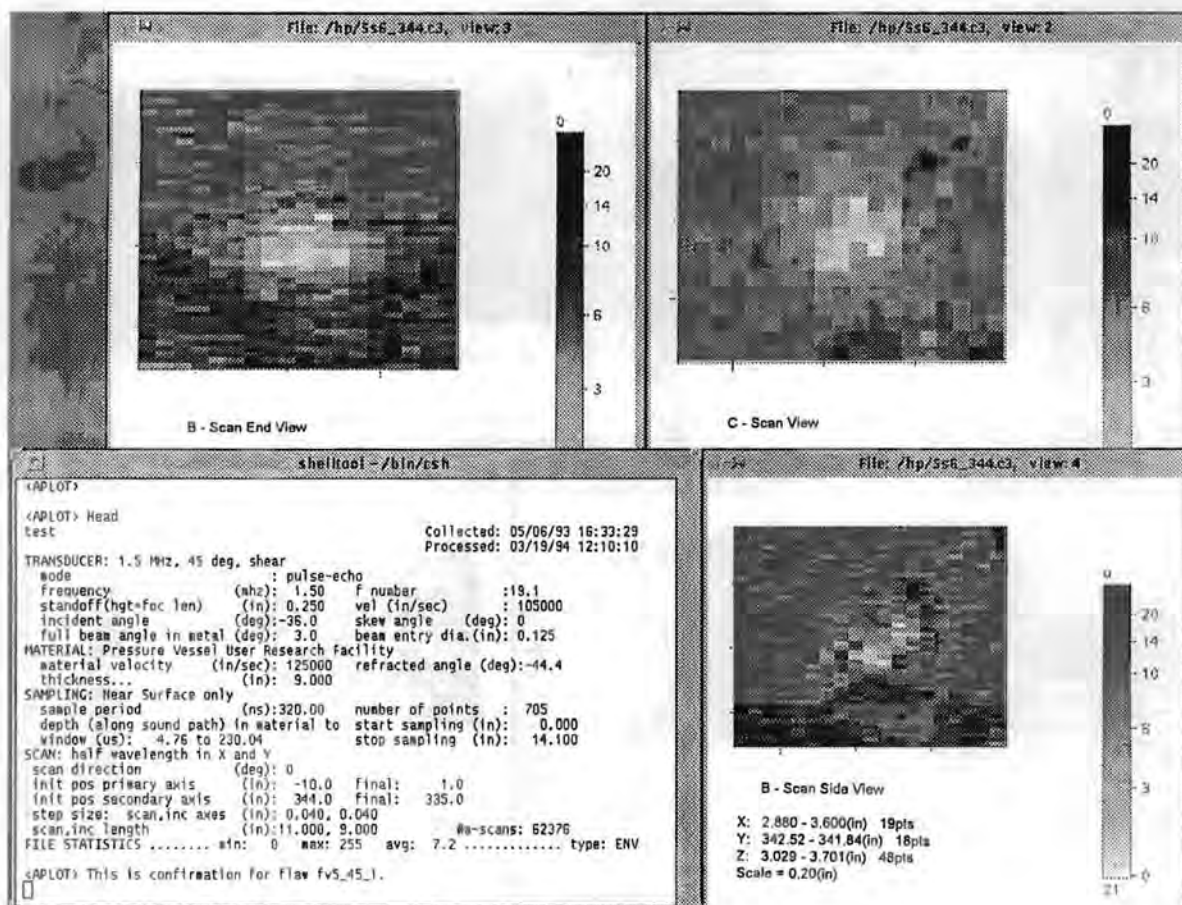 File: /hp/Ss6_344.c3, view:3
0
20
14
10
6
3
B - Scan End View
File: /hp/Ss6_344.c3, view:2
0
20
14
10
6
3
C - Scan View
shelltool - /bin/csh
<APLOT>
<APLOT> Head
test Collected: 05/06/93 16:33:29
Processed: 03/19/94 12:10:10
TRANSDUCER: 1.5 MHz, 45 deg, shear
mode : pulse-echo
frequency (mhz): 1.50 f number :19.1
standoff(hgt=foc len) (in): 0.250 vel (in/sec) : 105000
incident angle (deg):-36.0 skew angle (deg): 0
full beam angle in metal (deg): 3.0 beam entry dia.(in): 0.125
MATERIAL: Pressure Vessel User Research Facility
material velocity (in/sec): 125000 refracted angle (deg):-44.4
thickness... (in): 9.000
SAMPLING: Near Surface only
sample period (ns):320.00 number of points : 705
depth (along sound path) in material to start sampling (in): 0.000
window (us): 4.76 to 230.04 stop sampling (in): 14.100
SCAN: half wavelength in X and Y
scan direction (deg): 0
init pos primary axis (in): -10.0 final: 1.0
init pos secondary axis (in): 344.0 final: 335.0
step size: scan,inc axes (in): 0.040, 0.040
scan,inc length (in):11.000, 9.000 #a-scans: 62376
FILE STATISTICS ........ min: 0 max: 255 avg: 7.2 ............. type: ENV
<APLOT> This is confirmation for flaw fv5_45_1.
File: /hp/Ss6_344.c3, view:4
0
20
14
10
6
3
0
21
B - Scan Side View
X: 2.880 - 3.600(in) 19pts
Y: 342.52 - 341.84(in) 18pts
Z: 3.029 - 3.701(in) 48pts
Scale = 0.20(in)